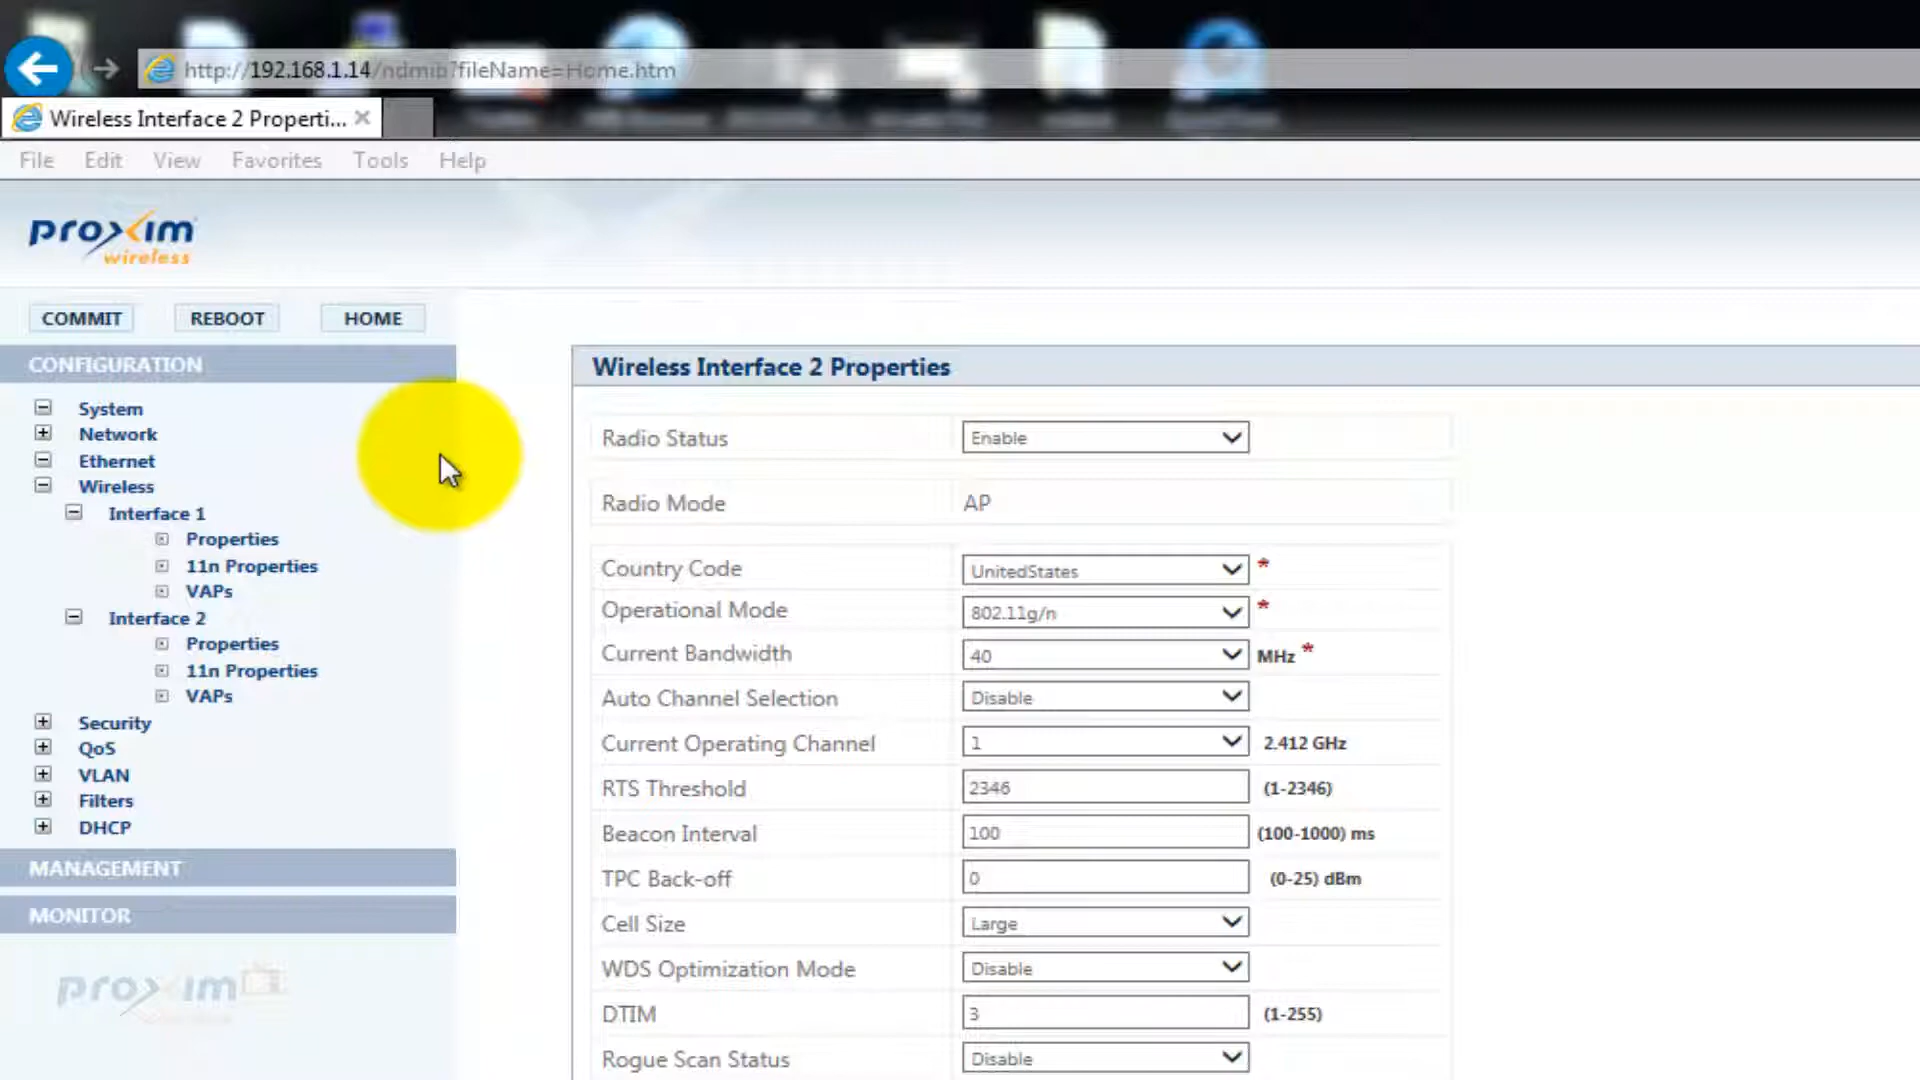 http://192.168.1.14/ndmib?fileName=Home.htm
Wireless Interface 2 Properti...
File Edit View Favorites Tools Help
proxim
wireless
COMMIT REBOOT HOME
CONFIGURATION
System
Network
Ethernet
Wireless
Interface 1
Properties
11n Properties
VAPs
Interface 2
Properties
11n Properties
VAPs
Security
QoS
VLAN
Filters
DHCP
MANAGEMENT
MONITOR
proxim
Wireless Interface 2 Properties
Radio Status Enable
Radio Mode AP
Country Code UnitedStates *
Operational Mode 802.11g/n *
Current Bandwidth 40 MHz *
Auto Channel Selection Disable
Current Operating Channel 1 2.412 GHz
RTS Threshold 2346 (1-2346)
Beacon Interval 100 (100-1000) ms
TPC Back-off 0 (0-25) dBm
Cell Size Large
WDS Optimization Mode Disable
DTIM 3 (1-255)
Rogue Scan Status Disable